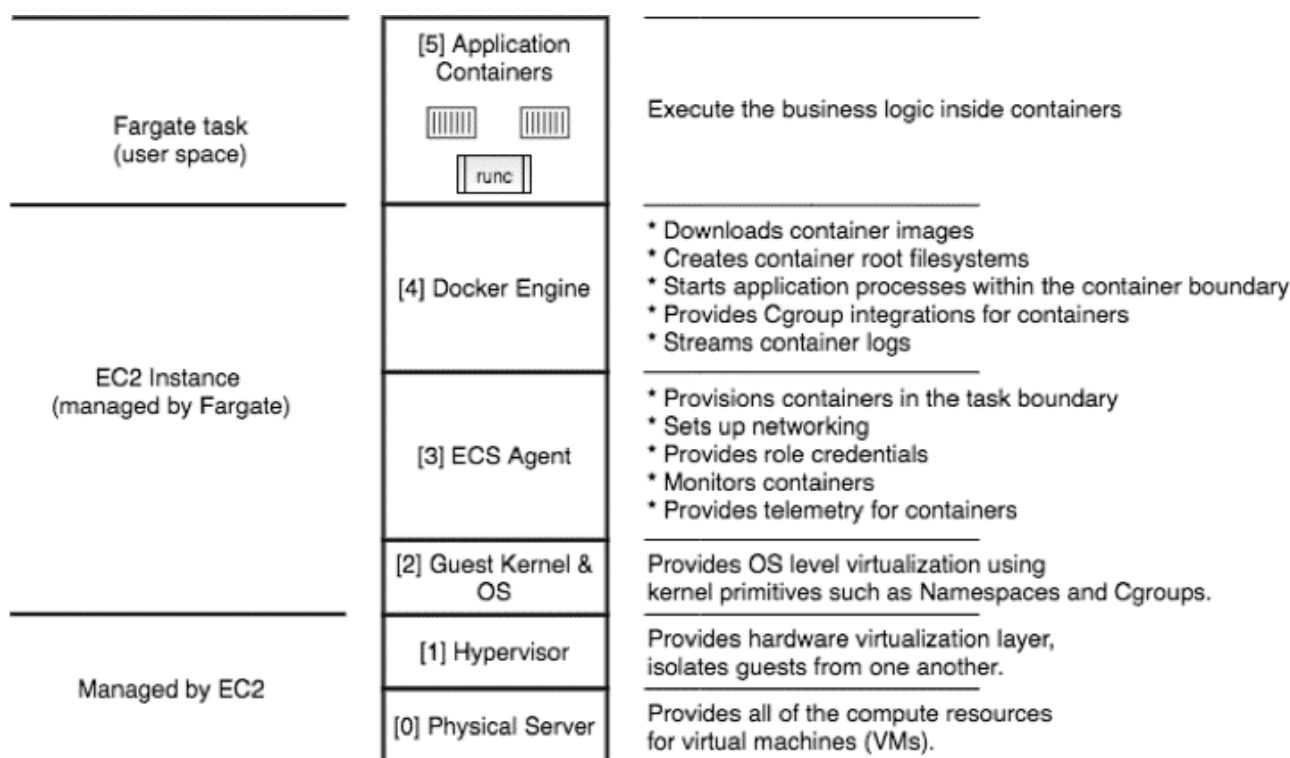 [5] Application
Containers
runc
Fargate task
(user space)
Execute the business logic inside containers
[4] Docker Engine
* Downloads container images
* Creates container root filesystems
* Starts application processes within the container boundary
* Provides Cgroup integrations for containers
* Streams container logs
EC2 Instance
(managed by Fargate)
[3] ECS Agent
* Provisions containers in the task boundary
* Sets up networking
* Provides role credentials
* Monitors containers
* Provides telemetry for containers
[2] Guest Kernel &
OS
Provides OS level virtualization using
kernel primitives such as Namespaces and Cgroups.
[1] Hypervisor
Provides hardware virtualization layer,
isolates guests from one another.
Managed by EC2
[0] Physical Server
Provides all of the compute resources
for virtual machines (VMs).